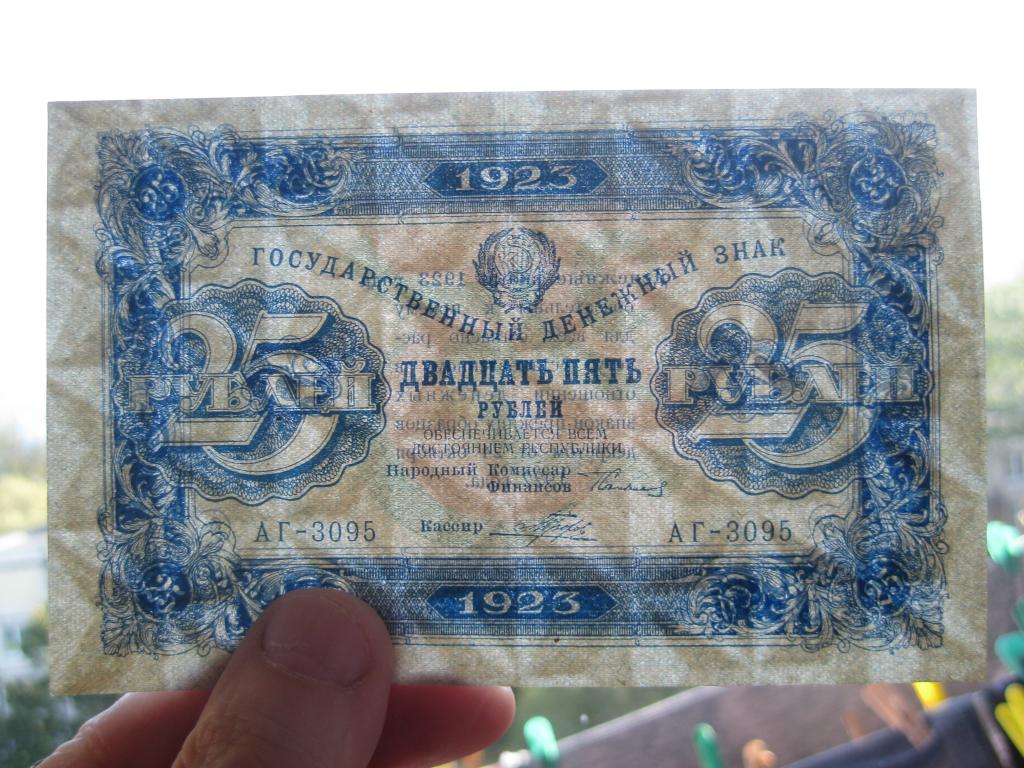 1923
ГОСУДАРСТВЕННЫЙ ДЕНЕЖНЫЙ ЗНАК
25 РУБЛЕЙ
25 РУБЛЕЙ
ДВАДЦАТЬ ПЯТЬ
РУБЛЕЙ
ОБЕСПЕЧИВАЕТСЯ ВСЕМ
ДОСТОЯНИЕМ РЕСПУБЛИКИ
Народный Комиссар
Финансов
Кассир
АГ-3095
АГ-3095
1923